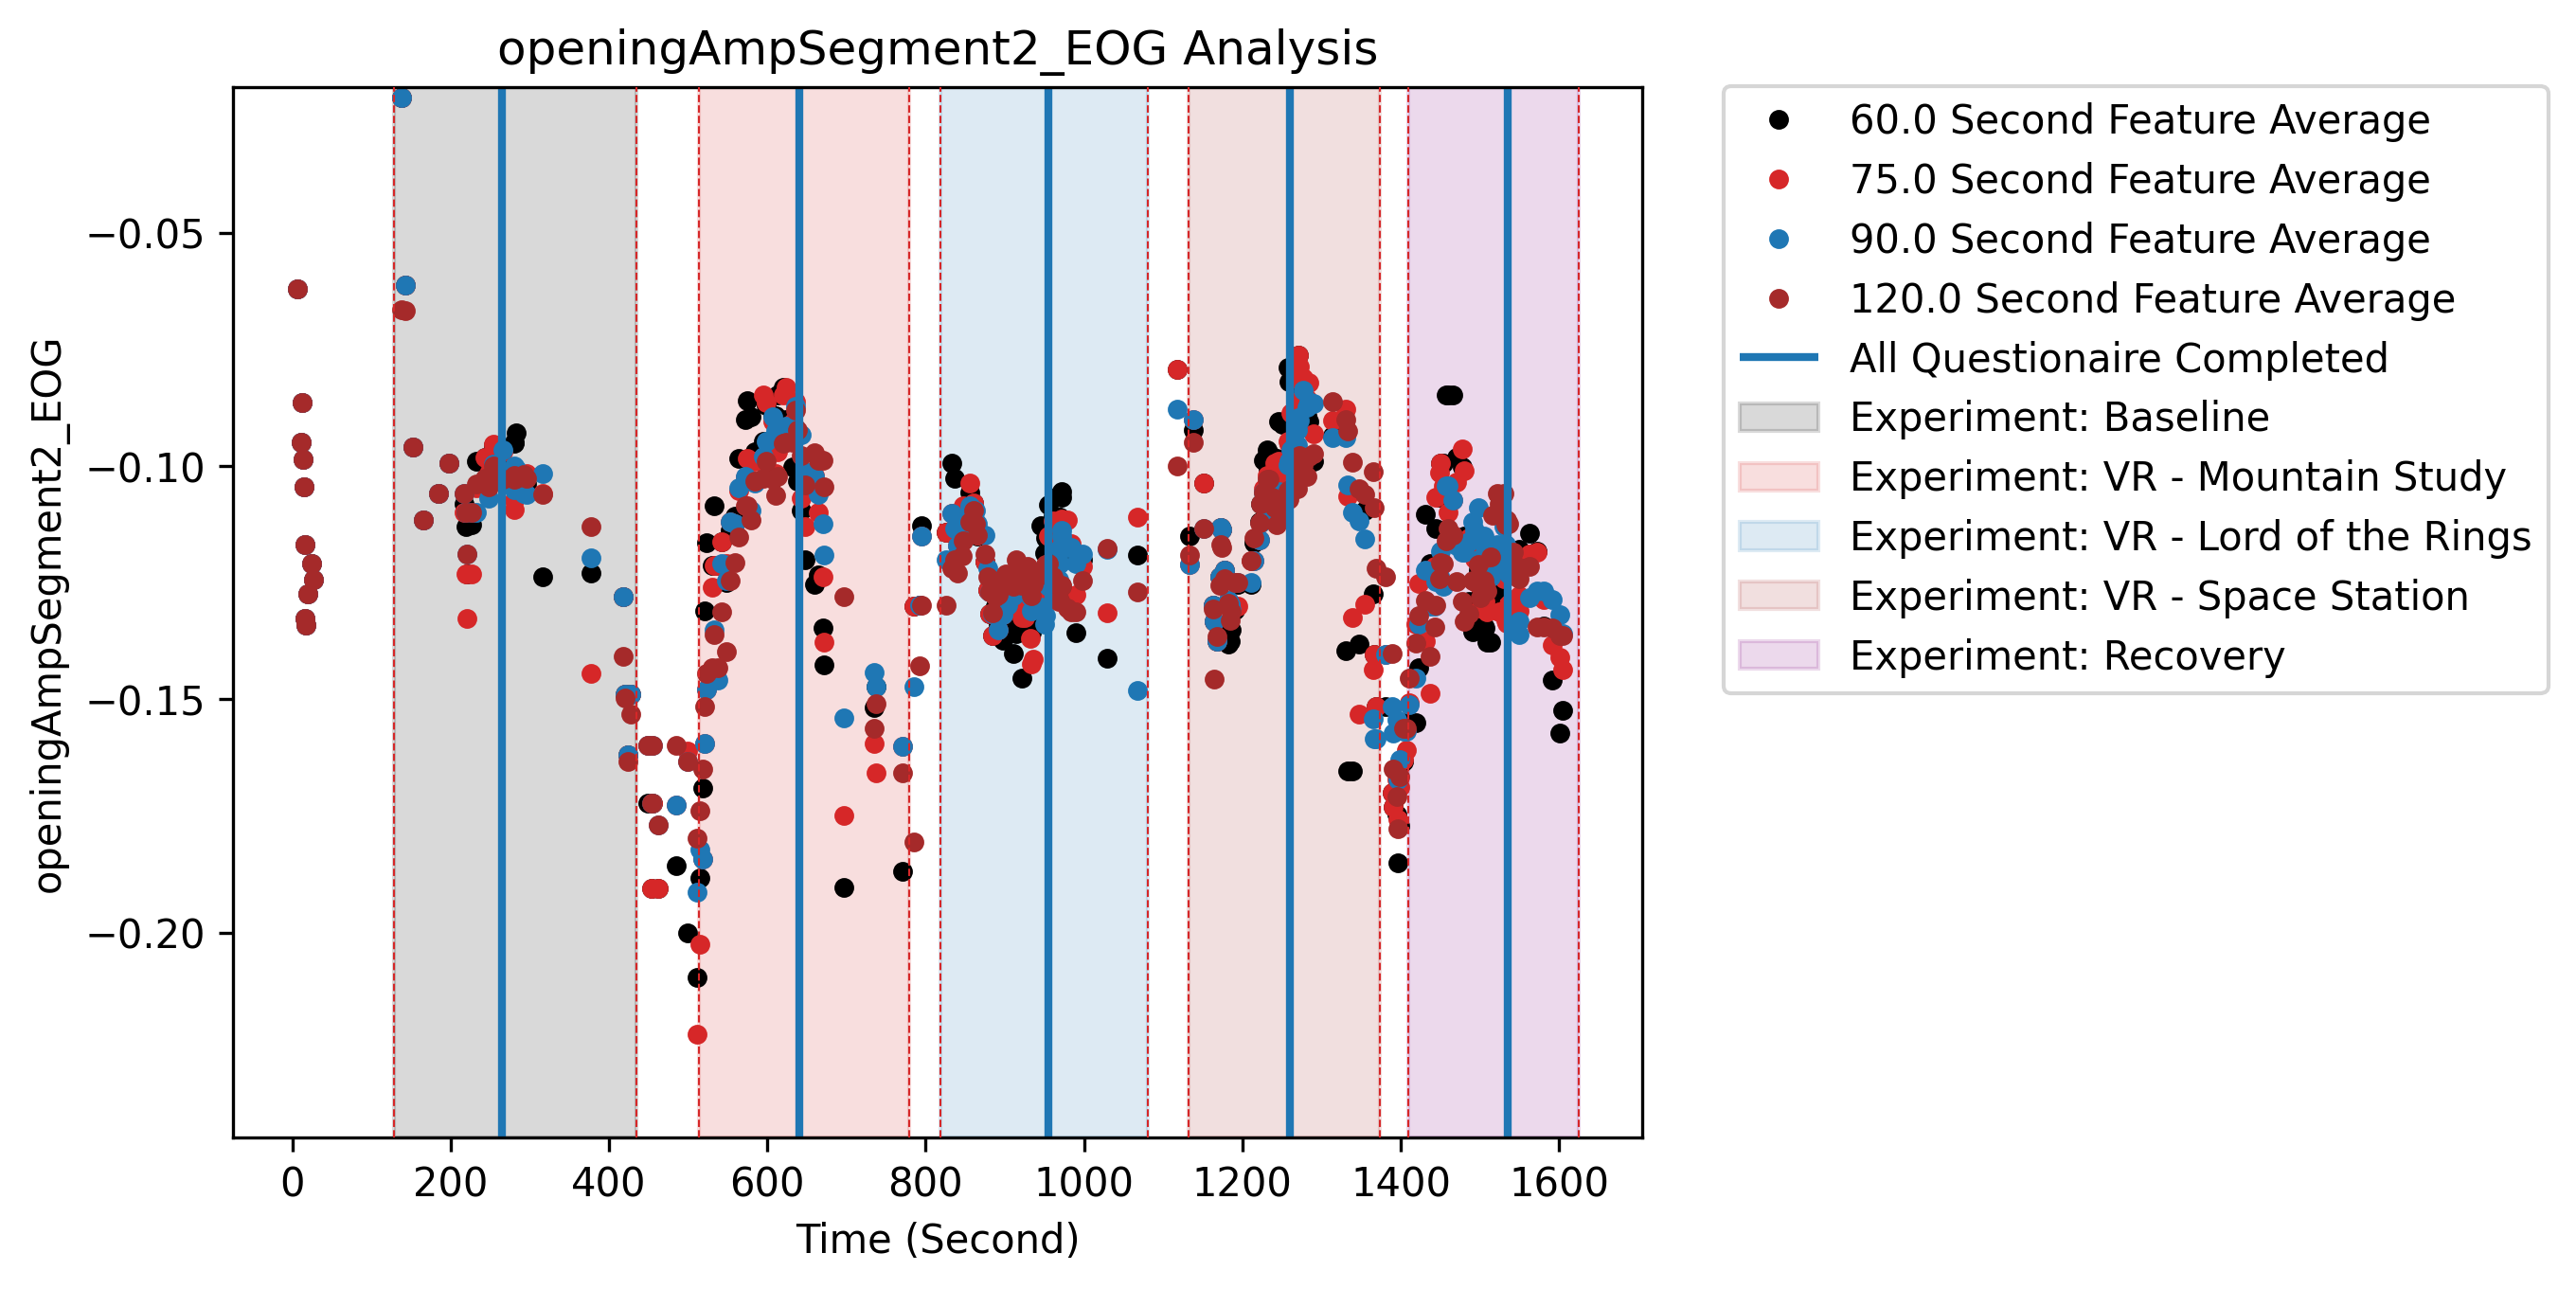 openingAmpSegment2_EOG Analysis
openingAmpSegment2_EOG
−0.05
−0.10
−0.15
−0.20
0 200 400 600 800 1000 1200 1400 1600
Time (Second)
60.0 Second Feature Average
75.0 Second Feature Average
90.0 Second Feature Average
120.0 Second Feature Average
All Questionaire Completed
Experiment: Baseline
Experiment: VR - Mountain Study
Experiment: VR - Lord of the Rings
Experiment: VR - Space Station
Experiment: Recovery